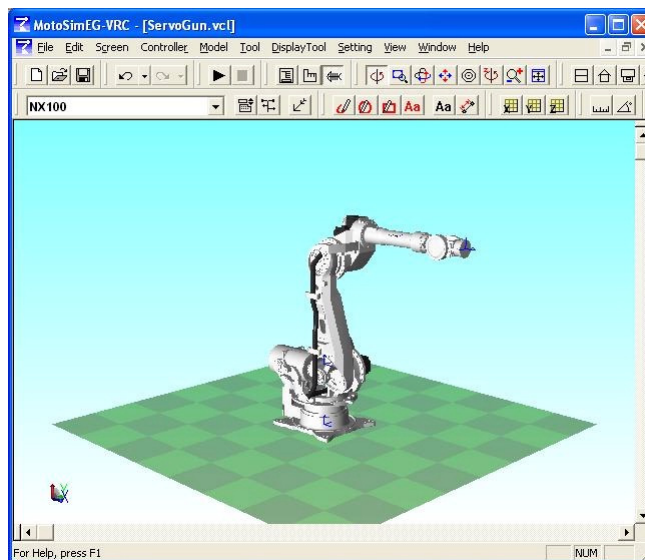 MotoSimEG-VRC - [ServoGun.vcl]
File Edit Screen Controller Model Tool DisplayTool Setting View Window Help
NX100 Aa Aa X Y Z
For Help, press F1 NUM